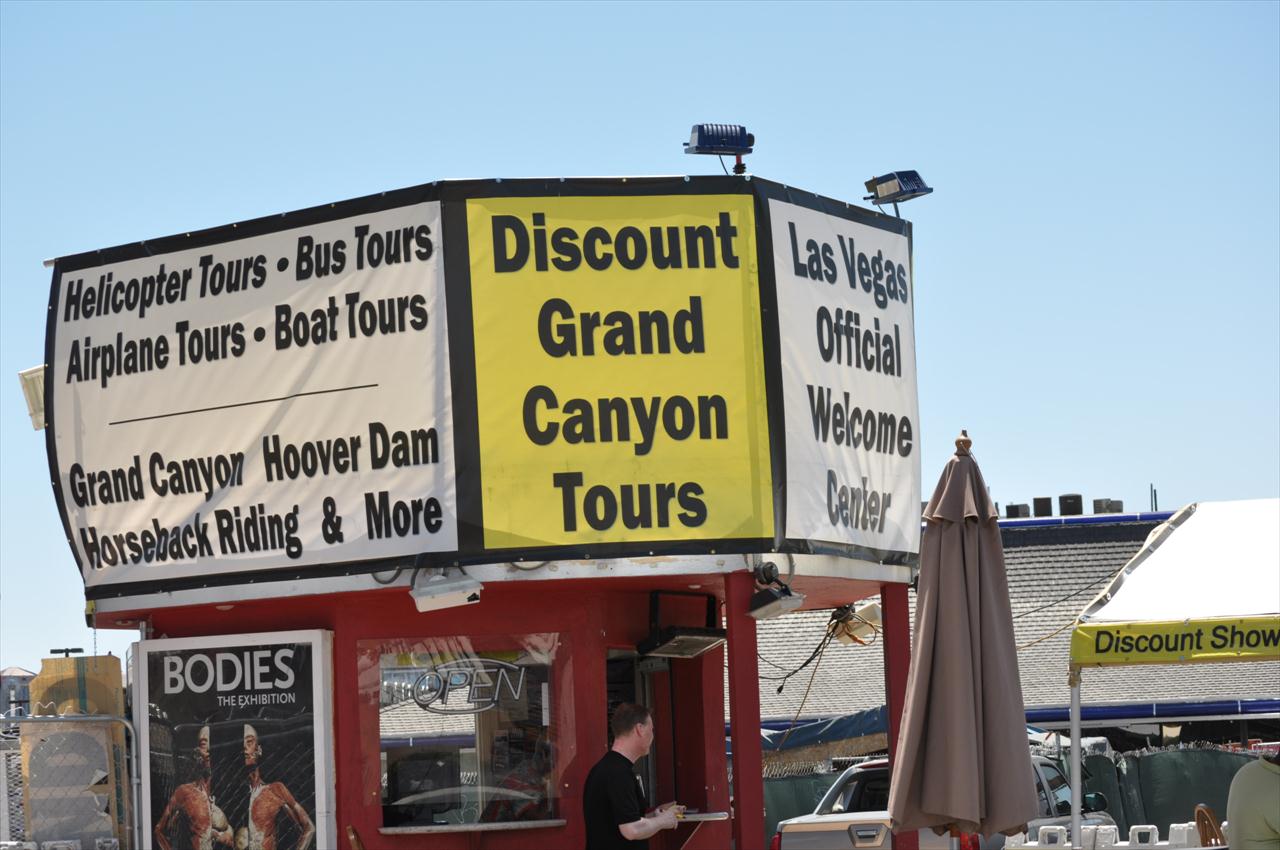 Helicopter Tours • Bus Tours
Airplane Tours • Boat Tours
Grand Canyon Hoover Dam
Horseback Riding & More
Discount
Grand
Canyon
Tours
Las Vegas
Official
Welcome
Center
BODIES
THE EXHIBITION
OPEN
Discount Show